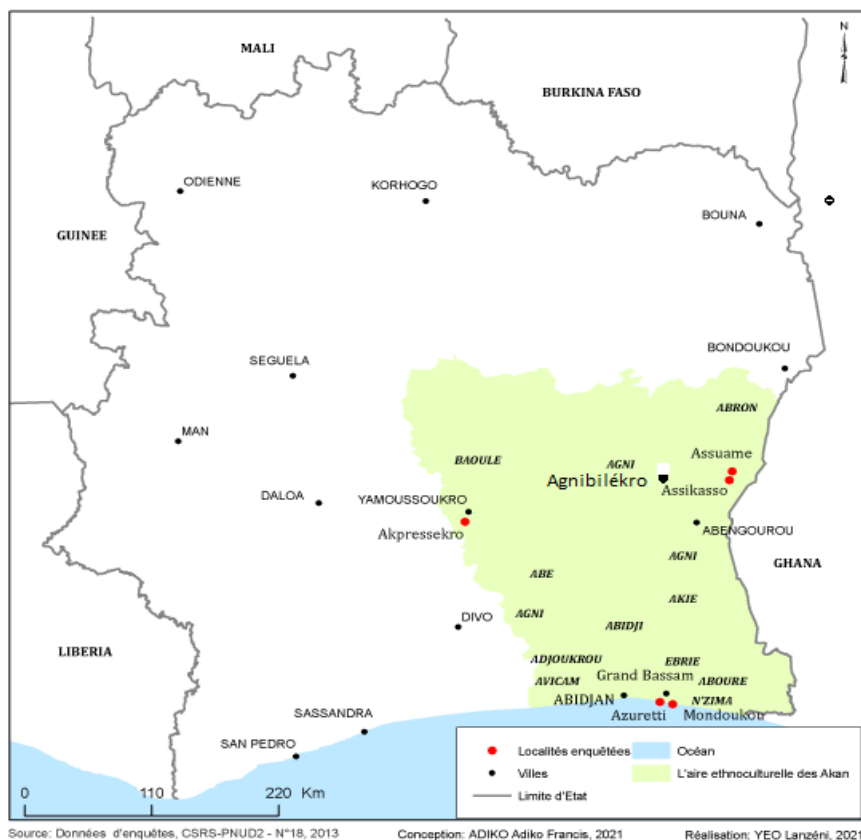 MALI
N
BURKINA FASO
ODIENNE
KORHOGO
BOUNA
GUINEE
BONDOUKOU
SEGUELA
ABRON
MAN
Assuame
BAOULE
AGNI
Agnibilékro
Assikasso
DALOA
YAMOUSSOUKRO
Akpressekro
ABENGOUROU
AGNI
GHANA
ABE
AKIE
AGNI
DIVO
ABIDJI
LIBERIA
ADJOUKROU
EBRIE
Grand Bassam
AVICAM
ABOURE
ABIDJAN
N'ZIMA
Azuretti
Mondoukou
SASSANDRA
SAN PEDRO
Localités enquêtées
Océan
Villes
L'aire ethnoculturelle des Akan
Limite d'Etat
0 110 220 Km
Source: Données d'enquêtes, CSRS-PNUD2 - N°18, 2013 Conception: ADIKO Adiko Francis, 2021 Réalisation: YEO Lanzéni, 2021